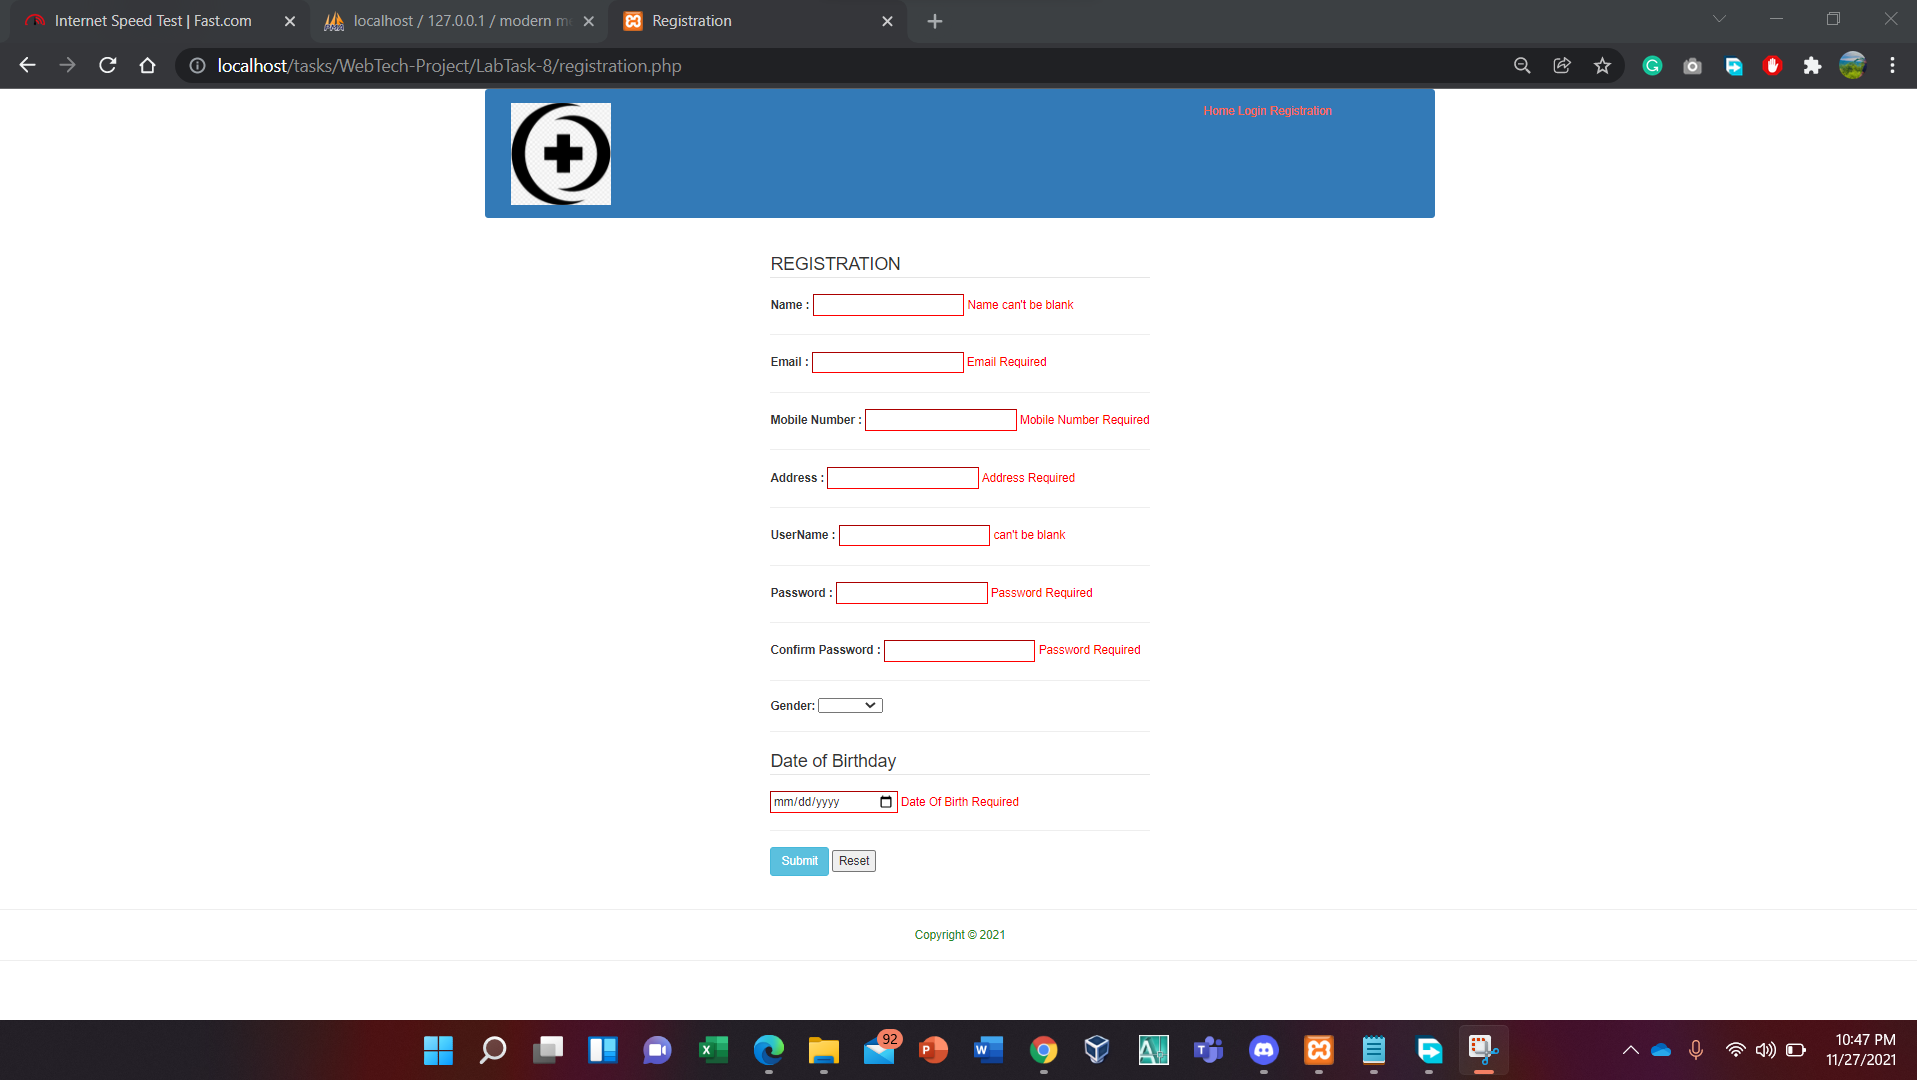 Internet Speed Test | Fast.com
localhost / 127.0.0.1 / modern m
Registration
localhost/tasks/WebTech-Project/LabTask-8/registration.php
Home Login Registration
REGISTRATION
Name : Name can't be blank
Email : Email Required
Mobile Number : Mobile Number Required
Address : Address Required
UserName : can't be blank
Password : Password Required
Confirm Password : Password Required
Gender:
Date of Birthday
mm/dd/yyyy Date Of Birth Required
Submit Reset
Copyright © 2021
92
10:47 PM
11/27/2021